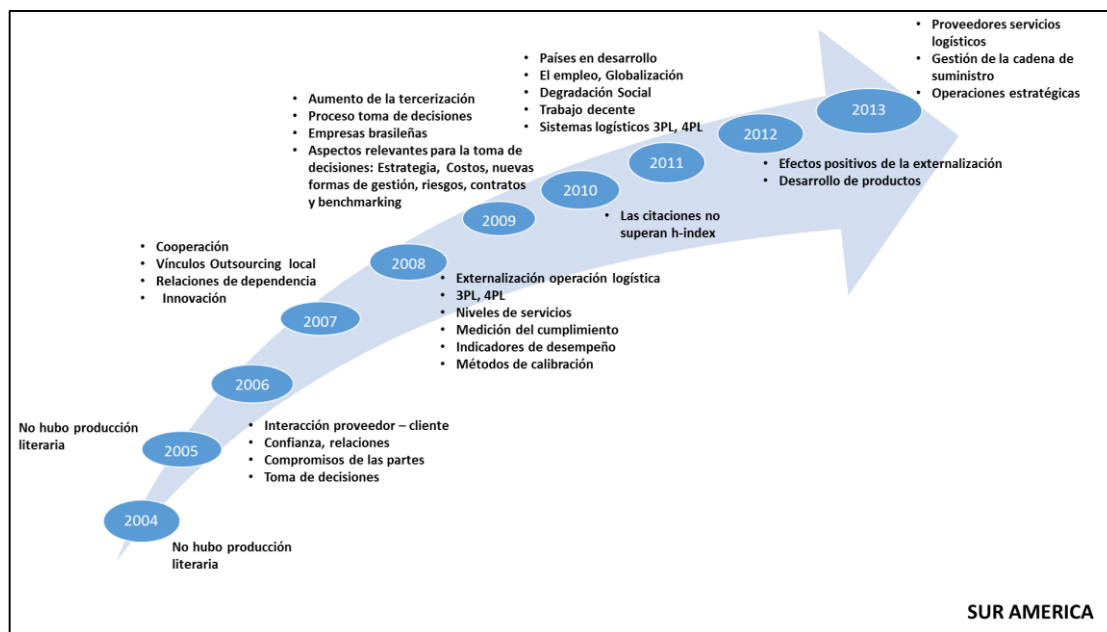 • Proveedores servicios
logísticos
• Gestión de la cadena de
suministro
• Operaciones estratégicas
2013
• Países en desarrollo
• El empleo, Globalización
• Degradación Social
• Trabajo decente
• Sistemas logísticos 3PL, 4PL
2012
• Efectos positivos de la externalización
• Desarrollo de productos
2011
• Aumento de la tercerización
• Proceso toma de decisiones
• Empresas brasileñas
• Aspectos relevantes para la toma de
decisiones: Estrategia, Costos, nuevas
formas de gestión, riesgos, contratos
y benchmarking
2010
• Las citaciones no
superan h-index
2009
2008
• Externalización operación logística
• 3PL, 4PL
• Niveles de servicios
• Medición del cumplimiento
• Indicadores de desempeño
• Métodos de calibración
• Cooperación
• Vínculos Outsourcing local
• Relaciones de dependencia
• Innovación
2007
2006
• Interacción proveedor – cliente
• Confianza, relaciones
• Compromisos de las partes
• Toma de decisiones
No hubo producción
literaria
2005
2004
No hubo producción
literaria
SUR AMERICA